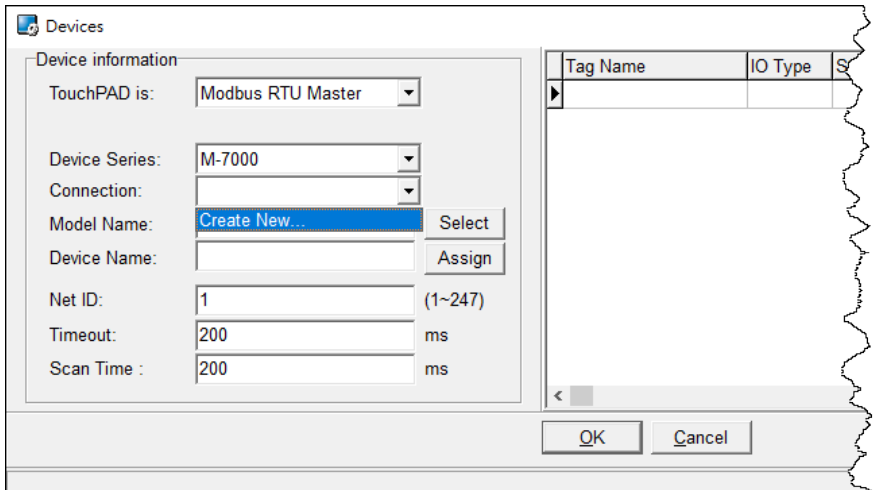 Devices
Device information
TouchPAD is: Modbus RTU Master
Device Series: M-7000
Connection:
Create New...
Model Name: Select
Device Name: Assign
Net ID: 1 (1~247)
Timeout: 200 ms
Scan Time : 200 ms
Tag Name IO Type
OK Cancel